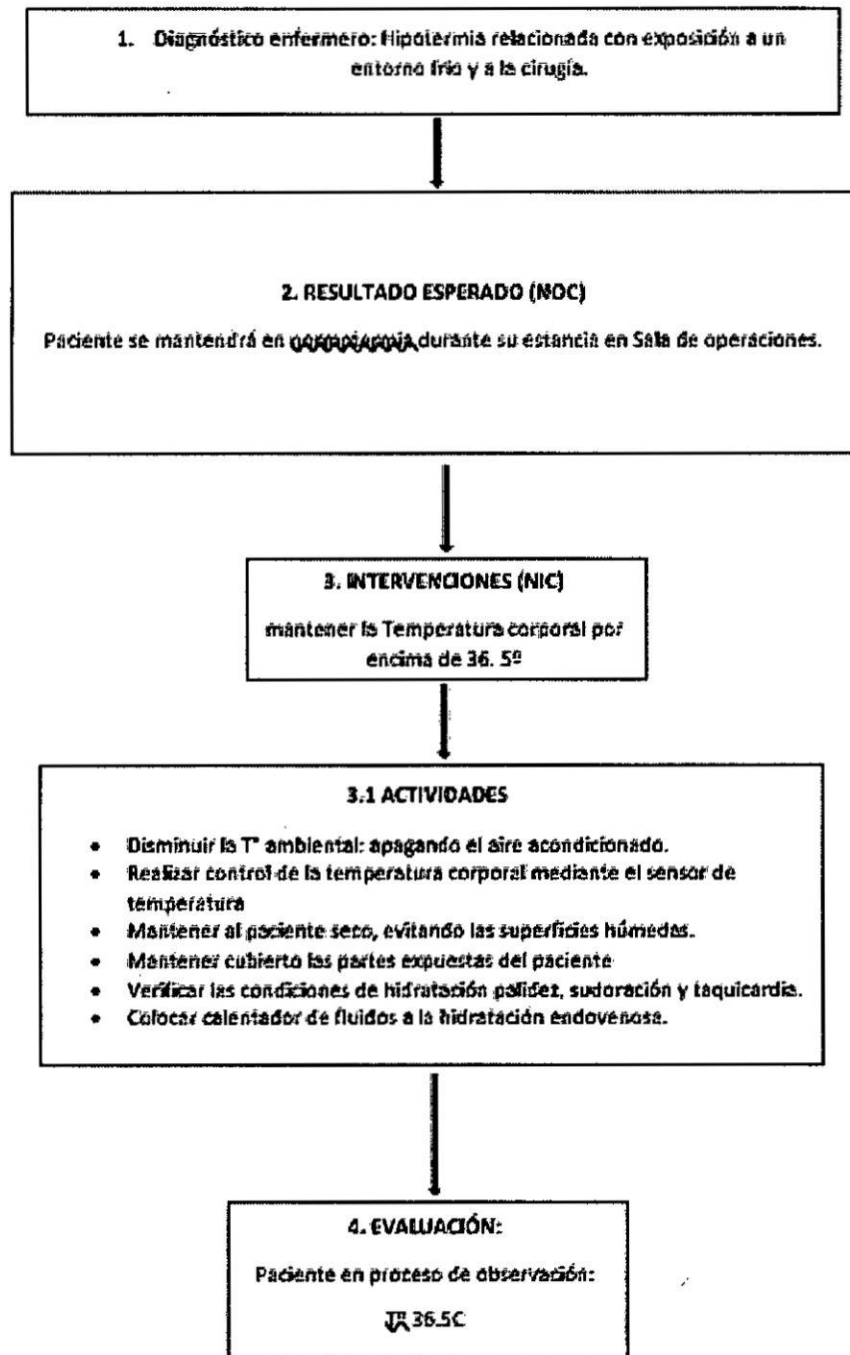 1. Diagnóstico enfermero: Hipotermia relacionada con exposición a un
entorno frío y a la cirugía.
2. RESULTADO ESPERADO (NOC)
Paciente se mantendrá en normotermia durante su estancia en Sala de operaciones.
3. INTERVENCIONES (NIC)
mantener la Temperatura corporal por
encima de 36. 5º
3.1 ACTIVIDADES
• Disminuir la T° ambiental: apagando el aire acondicionado.
• Realizar control de la temperatura corporal mediante el sensor de
temperatura
• Mantener al paciente seco, evitando las superficies húmedas.
• Mantener cubierto las partes expuestas del paciente
• Verificar las condiciones de hidratación palidez, sudoración y taquicardia.
• Colocar calentador de fluidos a la hidratación endovenosa.
4. EVALUACIÓN:
Paciente en proceso de observación:
Tº 36.5C